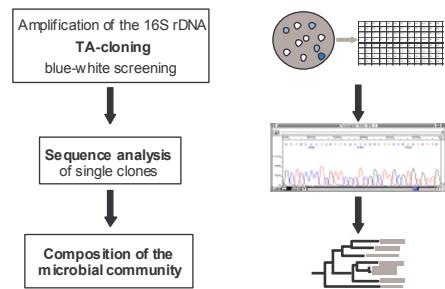 Amplification of the 16S rDNA
TA-cloning
blue-white screening
Sequence analysis
of single clones
Composition of the
microbial community